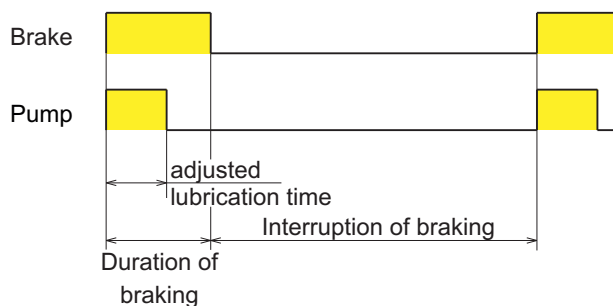 Brake
Pump
adjusted
lubrication time
Interruption of braking
Duration of
braking